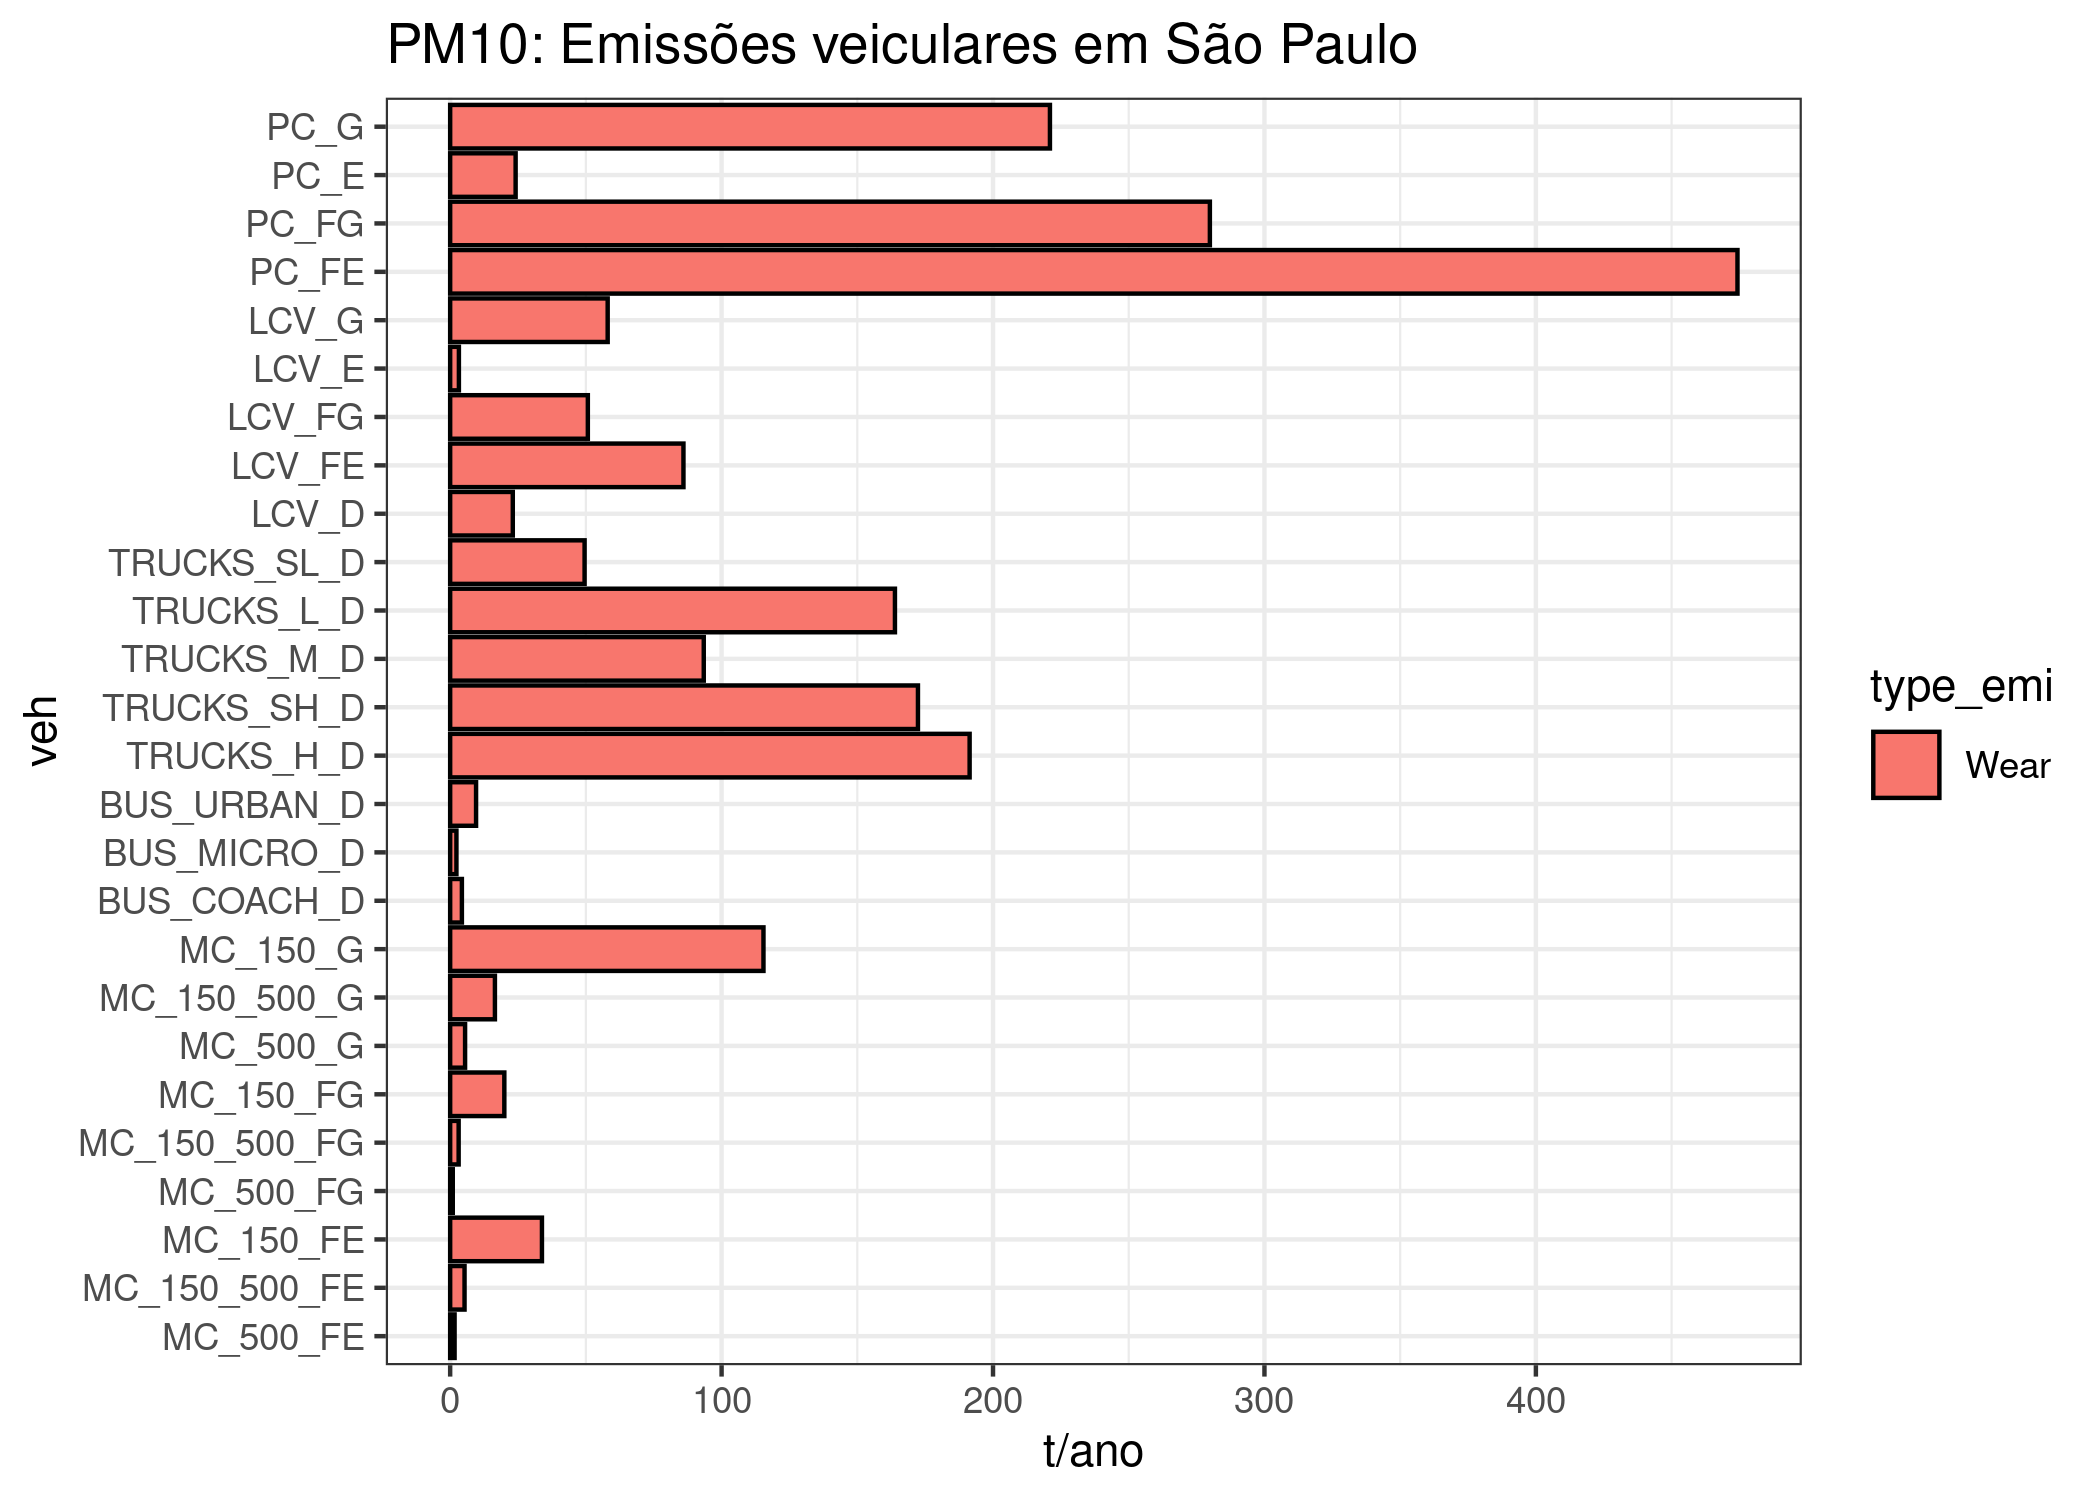 PM10: Emissões veiculares em São Paulo
veh
PC_G
PC_E
PC_FG
PC_FE
LCV_G
LCV_E
LCV_FG
LCV_FE
LCV_D
TRUCKS_SL_D
TRUCKS_L_D
TRUCKS_M_D
TRUCKS_SH_D
TRUCKS_H_D
BUS_URBAN_D
BUS_MICRO_D
BUS_COACH_D
MC_150_G
MC_150_500_G
MC_500_G
MC_150_FG
MC_150_500_FG
MC_500_FG
MC_150_FE
MC_150_500_FE
MC_500_FE
0 100 200 300 400
t/ano
type_emi
Wear